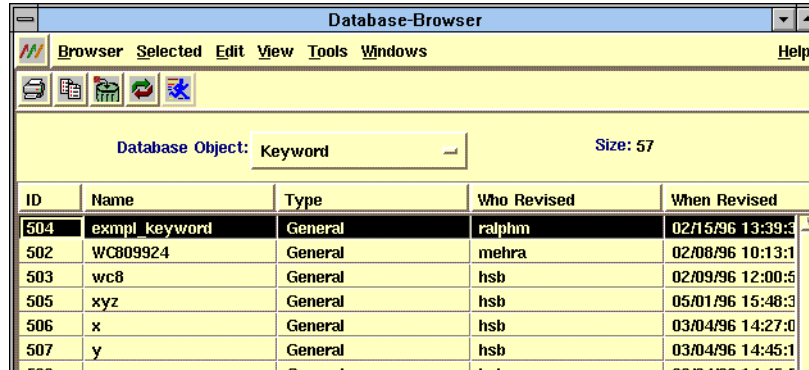 Database-Browser
Browser Selected Edit View Tools Windows Help
Database Object: Keyword Size: 57
ID Name Type Who Revised When Revised
504 exmpl_keyword General ralphm 02/15/96 13:39:3
502 WC809924 General mehra 02/08/96 10:13:1
503 wc8 General hsb 02/09/96 12:00:5
505 xyz General hsb 05/01/96 15:48:3
506 x General hsb 03/04/96 14:27:0
507 y General hsb 03/04/96 14:45:1